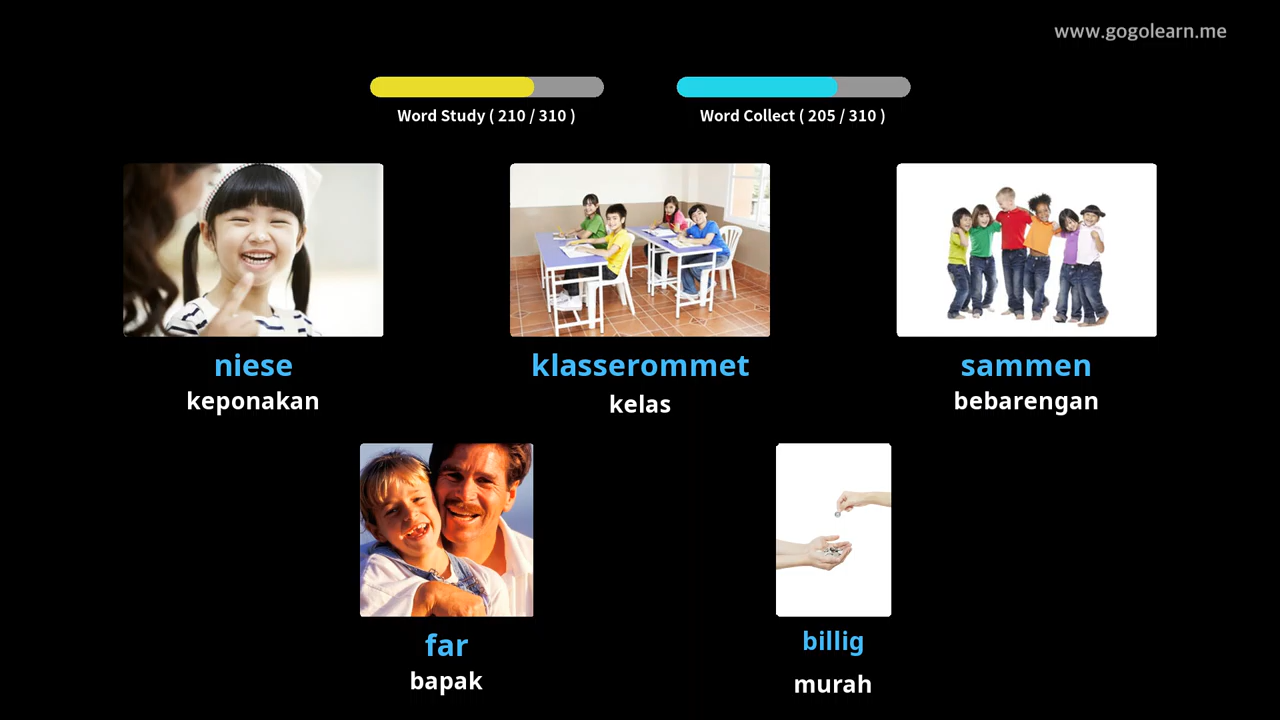 www.gogolearn.me
Word Study ( 210 / 310 )
Word Collect ( 205 / 310 )
niese
keponakan
klasserommet
kelas
sammen
bebarengan
far
bapak
billig
murah